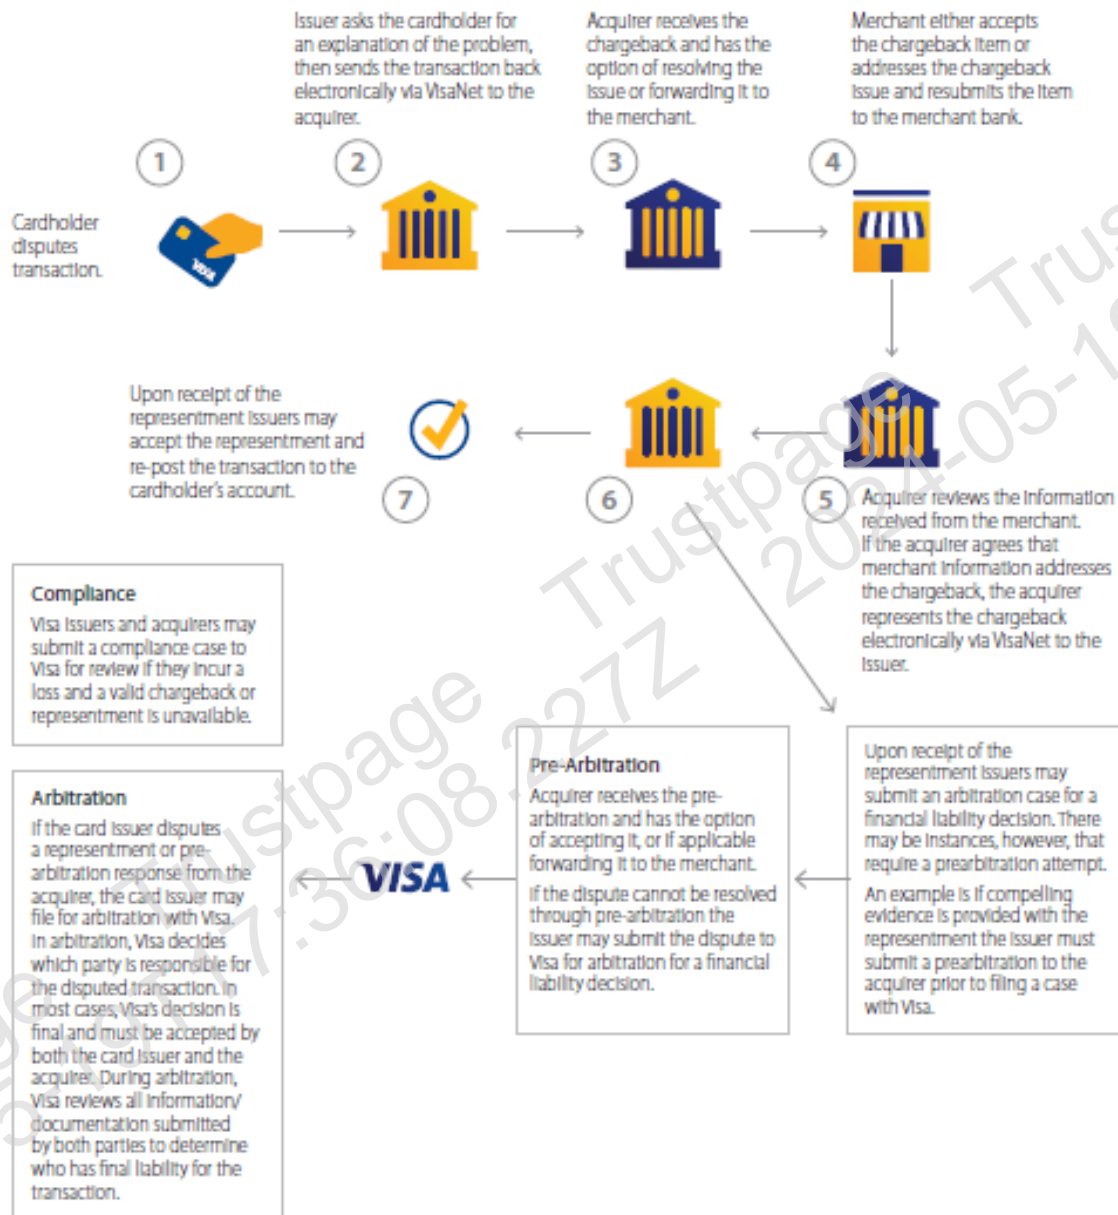 Issuer asks the cardholder for
an explanation of the problem,
then sends the transaction back
electronically via VisaNet to the
acquirer.
Acquirer receives the
chargeback and has the
option of resolving the
issue or forwarding it to
the merchant.
Merchant either accepts
the chargeback item or
addresses the chargeback
issue and resubmits the item
to the merchant bank.
1
2
3
4
Cardholder
disputes
transaction.
VISA
Upon receipt of the
representment issuers may
accept the representment and
re-post the transaction to the
cardholder's account.
7
6
5
Acquirer reviews the information
received from the merchant.
If the acquirer agrees that
merchant information addresses
the chargeback, the acquirer
represents the chargeback
electronically via VisaNet to the
issuer.
Compliance
Visa issuers and acquirers may
submit a compliance case to
Visa for review if they incur a
loss and a valid chargeback or
representment is unavailable.
Upon receipt of the
representment issuers may
submit an arbitration case for a
financial liability decision. There
may be instances, however, that
require a prearbitration attempt.
An example is if compelling
evidence is provided with the
representment the issuer must
submit a prearbitration to the
acquirer prior to filing a case
with Visa.
Pre-Arbitration
Acquirer receives the pre-
arbitration and has the option
of accepting it, or if applicable
forwarding it to the merchant.
If the dispute cannot be resolved
through pre-arbitration the
issuer may submit the dispute to
Visa for arbitration for a financial
liability decision.
VISA
Arbitration
If the card issuer disputes
a representment or pre-
arbitration response from the
acquirer, the card issuer may
file for arbitration with Visa.
In arbitration, Visa decides
which party is responsible for
the disputed transaction. In
most cases, Visa's decision is
final and must be accepted by
both the card issuer and the
acquirer. During arbitration,
Visa reviews all information/
documentation submitted
by both parties to determine
who has final liability for the
transaction.
Trustpage Trustpage
2024-05-19T17:36:08.227Z